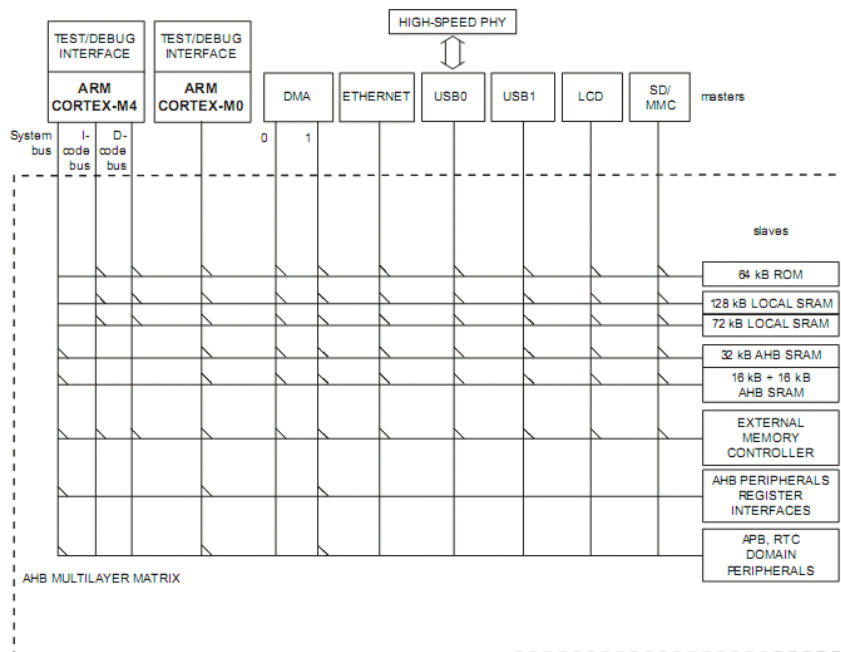 HIGH-SPEED PHY
TEST/DEBUG
INTERFACE
TEST/DEBUG
INTERFACE
ARM
CORTEX-M4
ARM
CORTEX-M0
DMA
ETHERNET
USB0
USB1
LCD
SD/
MMC
masters
System
bus
I-
code
bus
D-
code
bus
0
1
slaves
64 kB ROM
128 kB LOCAL SRAM
72 kB LOCAL SRAM
32 kB AHB SRAM
16 kB + 16 kB
AHB SRAM
EXTERNAL
MEMORY
CONTROLLER
AHB PERIPHERALS
REGISTER
INTERFACES
APB, RTC
DOMAIN
PERIPHERALS
AHB MULTILAYER MATRIX